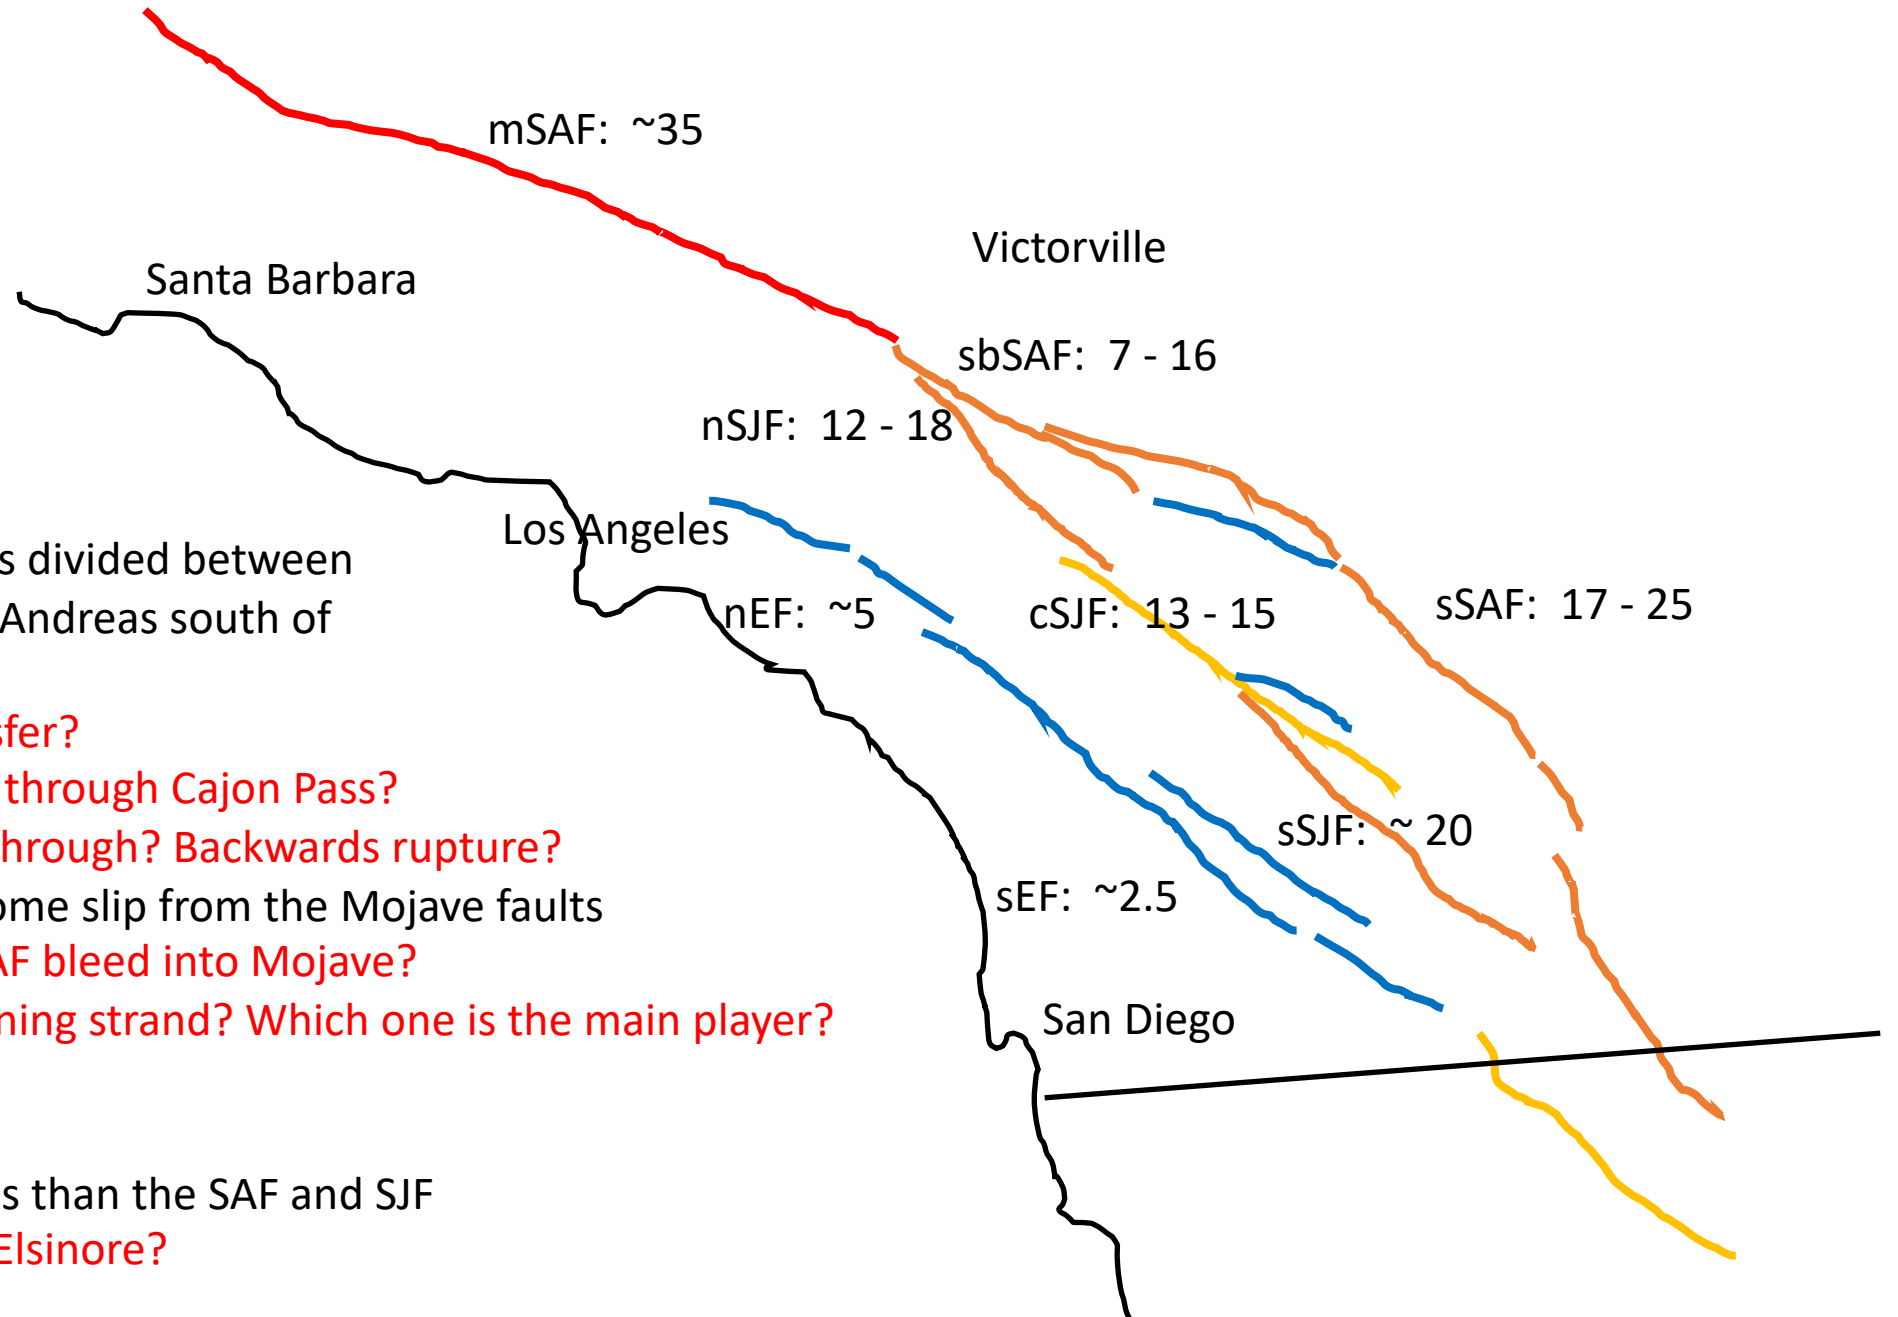 mSAF: ~35
Victorville
Santa Barbara
sbSAF: 7 - 16
nSJF: 12 - 18
Los Angeles
s divided between
nEF: ~5
cSJF: 13 - 15
sSAF: 17 - 25
Andreas south of
sfer?
through Cajon Pass?
sSJF: ~ 20
hrough? Backwards rupture?
sEF: ~2.5
ome slip from the Mojave faults
AF bleed into Mojave?
ning strand? Which one is the main player?
San Diego
s than the SAF and SJF
Elsinore?